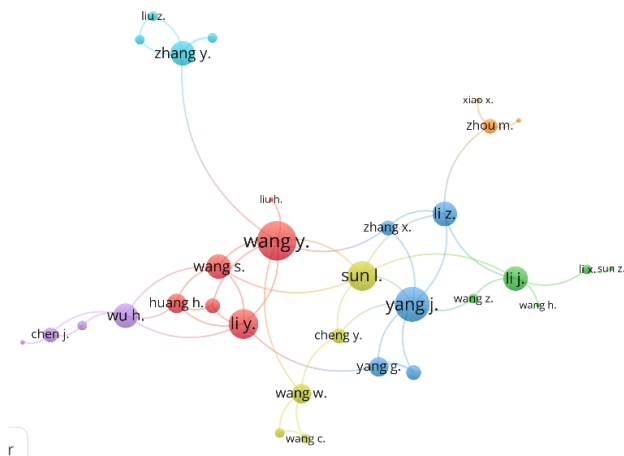 liu z.
zhang y.
xiao x.
zhou m.
liu h.
li z.
zhang x.
wang y.
wang s.
sun l.
li j.
li x.
sun z.
huang h.
yang j.
wang z.
wang h.
wu h.
li y.
chen j.
cheng y.
yang g.
wang w.
wang c.
r